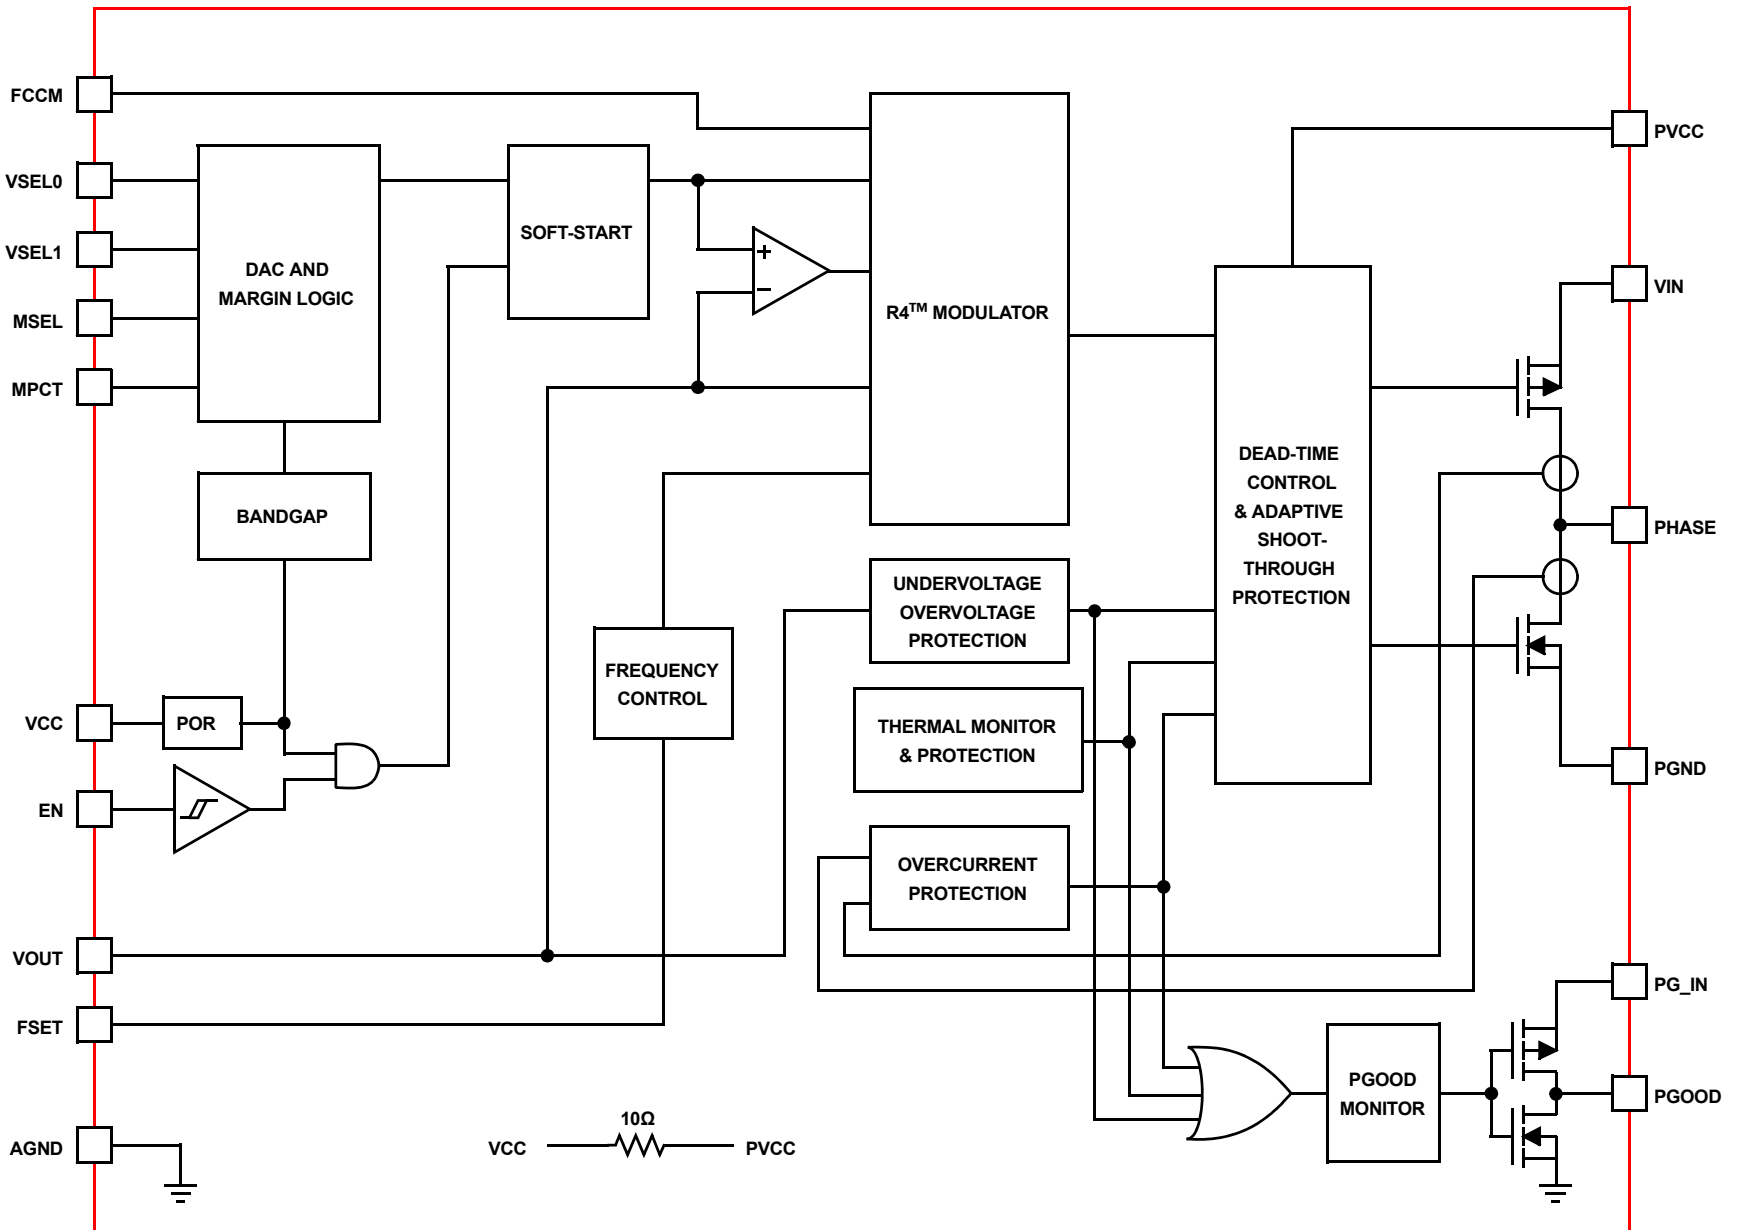 FCCM
VSEL0
VSEL1
MSEL
MPCT
VCC
EN
VOUT
FSET
AGND
DAC AND
MARGIN LOGIC
BANDGAP
POR
SOFT-START
+
−
FREQUENCY
CONTROL
R4™ MODULATOR
UNDERVOLTAGE
OVERVOLTAGE
PROTECTION
THERMAL MONITOR
& PROTECTION
OVERCURRENT
PROTECTION
DEAD-TIME
CONTROL
& ADAPTIVE
SHOOT-
THROUGH
PROTECTION
PGOOD
MONITOR
10Ω
VCC
PVCC
PVCC
VIN
PHASE
PGND
PG_IN
PGOOD